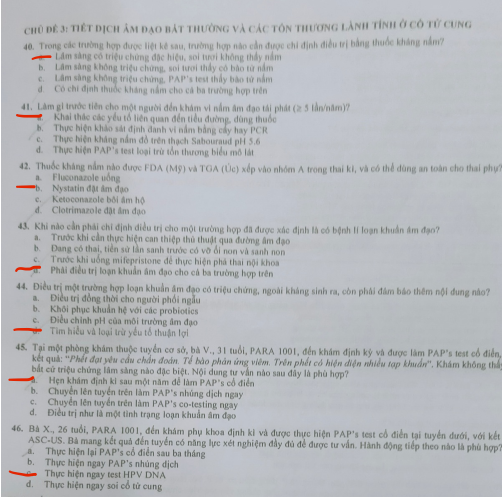 CHỦ ĐỀ 3: TIẾT DỊCH ÂM ĐẠO BẤT THƯỜNG VÀ CÁC TỔN THƯƠNG LÀNH TÍNH Ở CỔ TỬ CUNG
40. Trong các trường hợp được liệt kê sau, trường hợp nào cần được chỉ định điều trị bằng thuốc kháng nấm?
a. Lâm sàng có triệu chứng đặc hiệu, soi tươi không thấy nấm
b. Lâm sàng không triệu chứng, soi tươi thấy có bào tử nấm
c. Lâm sàng không triệu chứng, PAP's test thấy bào tử nấm
d. Có chỉ định thuốc kháng nấm cho cả ba trường hợp trên
41. Làm gì trước tiên cho một người đến khám vì nấm âm đạo tái phát (≥ 5 lần/năm)?
a. Khai thác các yếu tố liên quan đến tiểu đường, dùng thuốc
b. Thực hiện khảo sát định danh vi nấm bằng cấy hay PCR
c. Thực hiện kháng nấm đồ trên thạch Sabouraud pH 5.6
d. Thực hiện PAP's test loại trừ tổn thương biểu mô lát
42. Thuốc kháng nấm nào được FDA (Mỹ) và TGA (Úc) xếp vào nhóm A trong thai kì, và có thể dùng an toàn cho thai phụ?
a. Fluconazole uống
b. Nystatin đặt âm đạo
c. Ketoconazole bôi âm hộ
d. Clotrimazole đặt âm đạo
43. Khi nào cần phải chỉ định điều trị cho một trường hợp đã được xác định là có bệnh lí loạn khuẩn âm đạo?
a. Trước khi cần thực hiện can thiệp thủ thuật qua đường âm đạo
b. Đang có thai, tiền sử lần sanh trước có vỡ ối non và sanh non
c. Trước khi uống mifepristone để thực hiện phá thai nội khoa
d. Phải điều trị loạn khuẩn âm đạo cho cả ba trường hợp trên
44. Điều trị một trường hợp loạn khuẩn âm đạo có triệu chứng, ngoài kháng sinh ra, còn phải đảm bảo thêm nội dung nào?
a. Điều trị đồng thời cho người phối ngẫu
b. Khôi phục khuẩn hệ với các probiotics
c. Điều chỉnh pH của môi trường âm đạo
d. Tìm hiểu và loại trừ yếu tố thuận lợi
45. Tại một phòng khám thuộc tuyến cơ sở, bà V., 31 tuổi, PARA 1001, đến khám định kỳ và được làm PAP's test cổ điển,
kết quả: "Phết đạt yêu cầu chẩn đoán. Tế bào phản ứng viêm. Trên phết có hiện diện nhiều tạp khuẩn". Khám không thấy
bất cứ triệu chứng lâm sàng nào đặc biệt. Nội dung tư vấn nào sau đây là phù hợp?
a. Hẹn khám định kì sau một năm để làm PAP's cổ điển
b. Chuyển lên tuyến trên làm PAP's nhúng dịch ngay
c. Chuyển lên tuyến trên làm PAP's co-testing ngay
d. Điều trị như là một tình trạng loạn khuẩn âm đạo
46. Bà X., 26 tuổi, PARA 1001, đến khám phụ khoa định kì và được thực hiện PAP's test cổ điển tại tuyến dưới, với kết
ASC-US. Bà mang kết quả đến tuyến có năng lực xét nghiệm đầy đủ để được tư vấn. Hành động tiếp theo nào là phù hợp?
a. Thực hiện lại PAP's cổ điển sau ba tháng
b. Thực hiện ngay PAP's nhúng dịch
c. Thực hiện ngay test HPV DNA
d. Thực hiện ngay soi cổ tử cung